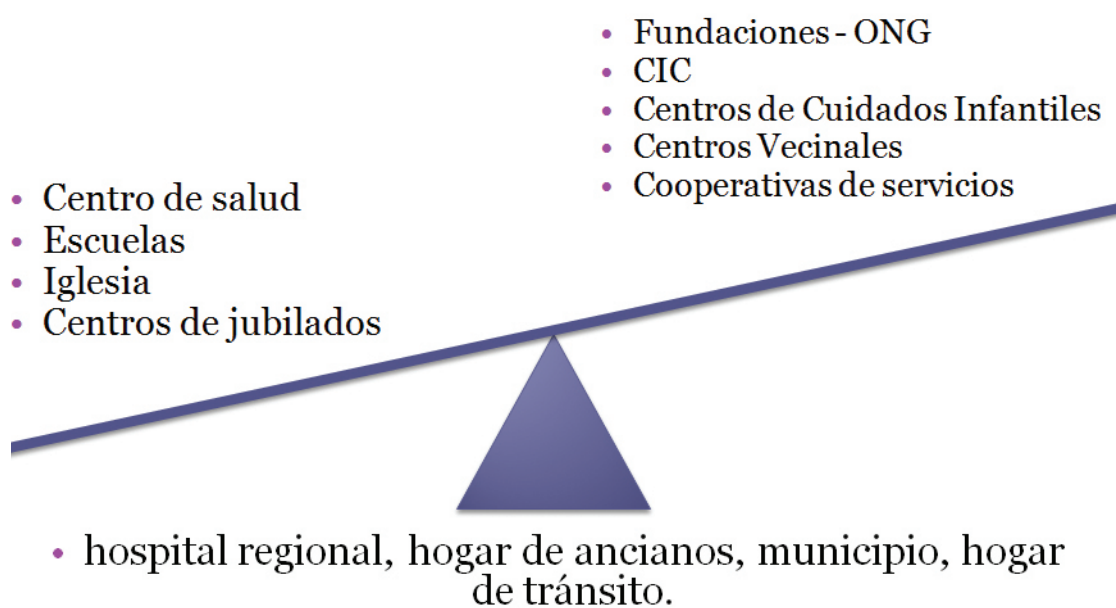 • Fundaciones - ONG
• CIC
• Centros de Cuidados Infantiles
• Centros Vecinales
• Cooperativas de servicios
• Centro de salud
• Escuelas
• Iglesia
• Centros de jubilados
• hospital regional, hogar de ancianos, municipio, hogar
de tránsito.